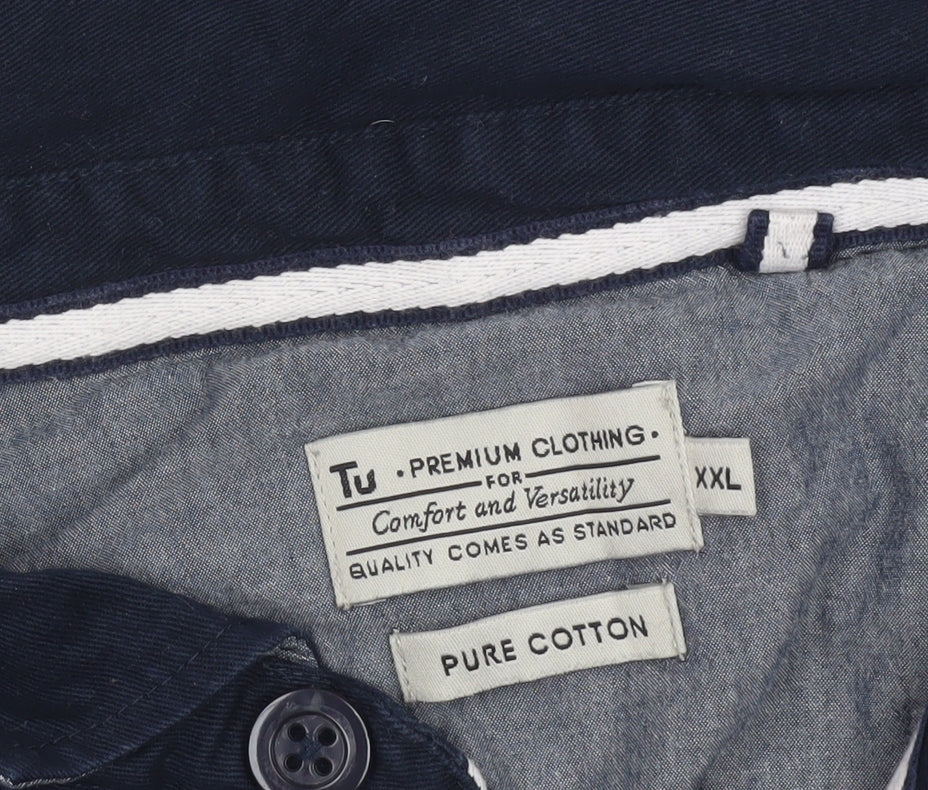 Tu • PREMIUM CLOTHING •
FOR
Comfort and Versatility
QUALITY COMES AS STANDARD
XXL
PURE COTTON